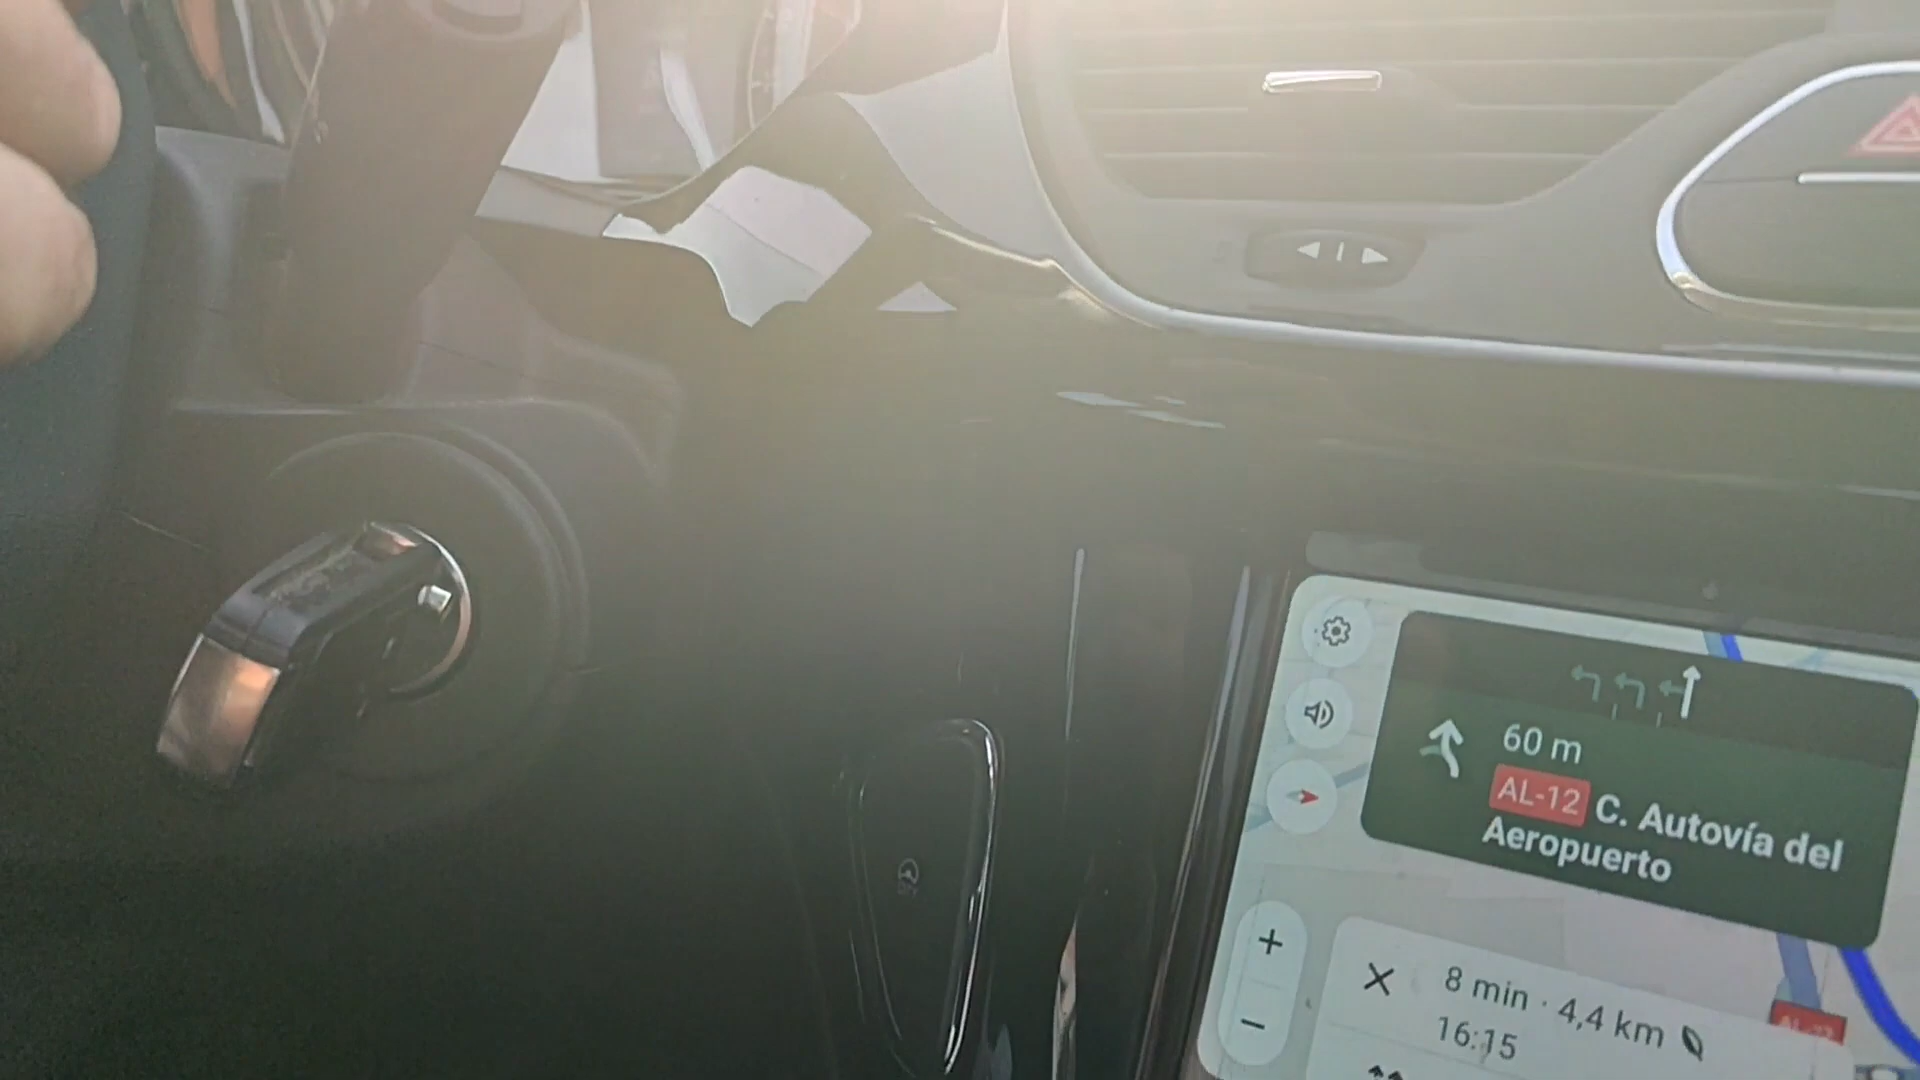 60 m
AL-12 C. Autovía del
Aeropuerto
8 min · 4,4 km
16:15